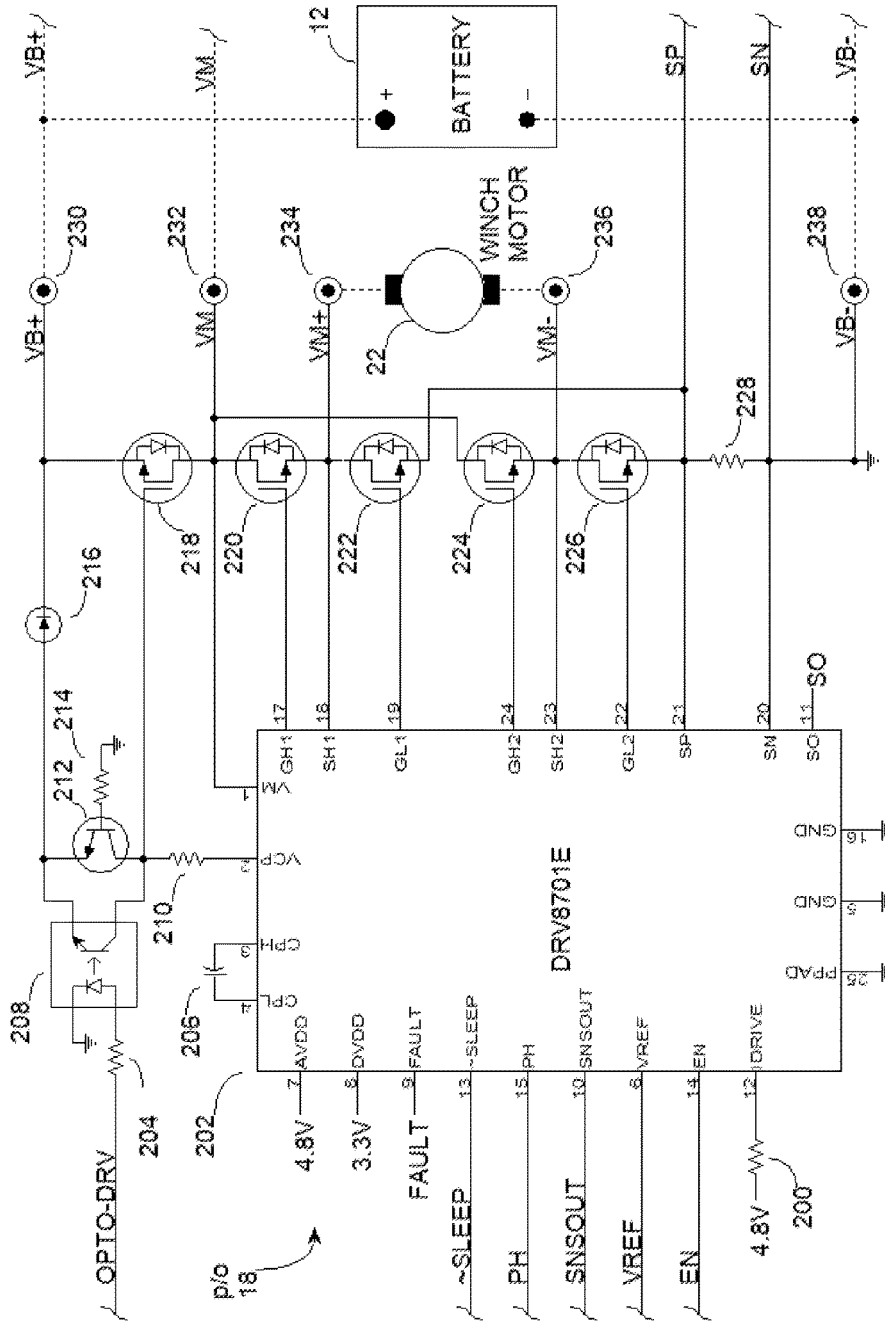 VB+
VB+
216
230
208
212
214
OPTO-DRV
204
210
218
206
232
VM
VM
202
4
3
2
1
CPL
CPH
VCP
VM
220
p/o
18
4.8V
7
AVDD
GH1
17
234
12
VM+
SH1
18
3.3V
8
DVDD
222
22
+
FAULT
9
FAULT
GL1
19
BATTERY
~SLEEP
13
~SLEEP
224
WINCH
MOTOR
PH
15
PH
GH2
24
-
236
VM-
SH2
23
DRV8701E
SNSOUT
10
SNSOUT
226
GL2
22
VREF
6
VREF
SP
21
SP
EN
14
EN
228
4.8V
12
IDRIVE
SN
20
SN
200
SO
11
SO
238
VB-
VB-
PPAD
GND
GND
25
5
16